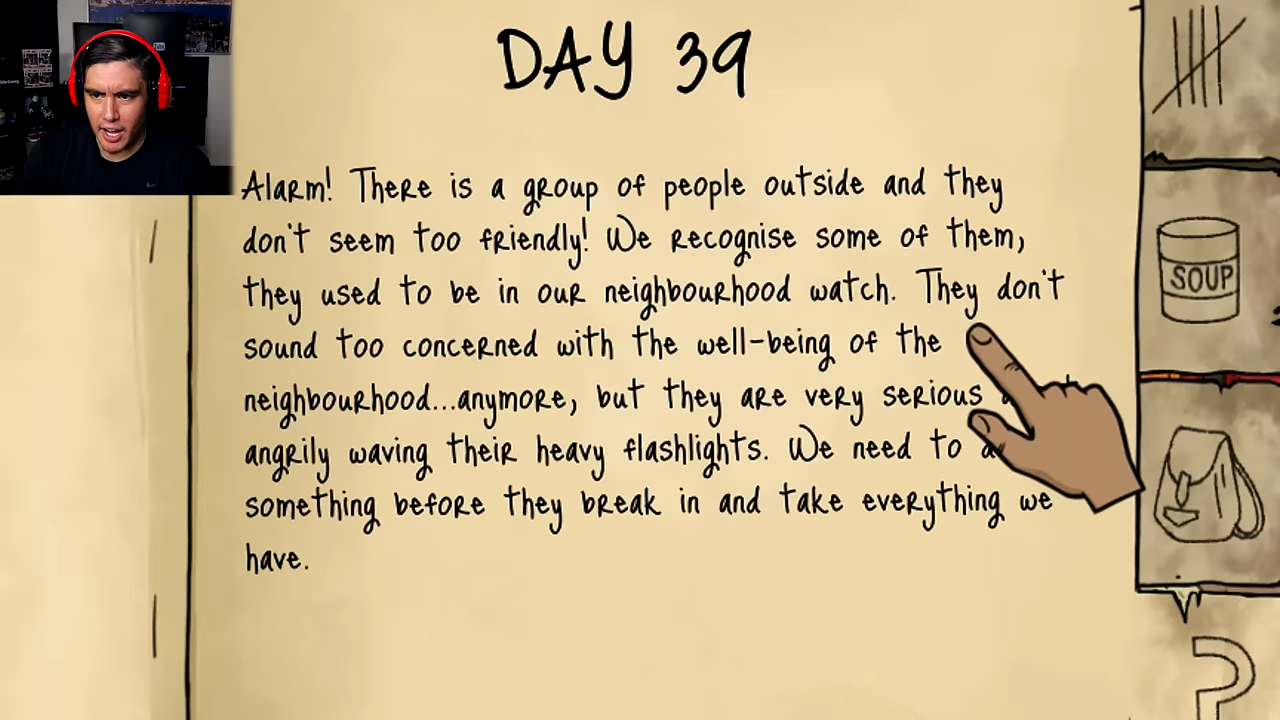 DAY 39
Alarm! There is a group of people outside and they
don't seem too friendly! We recognise some of them,
they used to be in our neighbourhood watch. They don't
sound too concerned with the well-being of the
neighbourhood...anymore, but they are very serious
angrily waving their heavy flashlights. We need to
something before they break in and take everything we
have.
SOUP
?